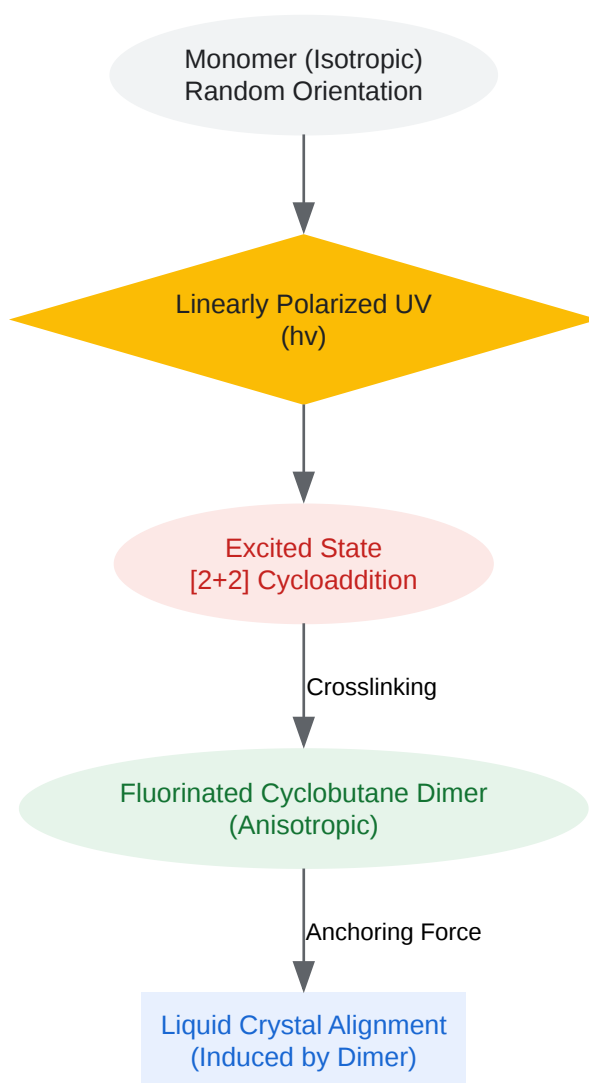 Monomer (Isotropic)
Random Orientation
Linearly Polarized UV
(hv)
Excited State
[2+2] Cycloaddition
Crosslinking
Fluorinated Cyclobutane Dimer
(Anisotropic)
Anchoring Force
Liquid Crystal Alignment
(Induced by Dimer)